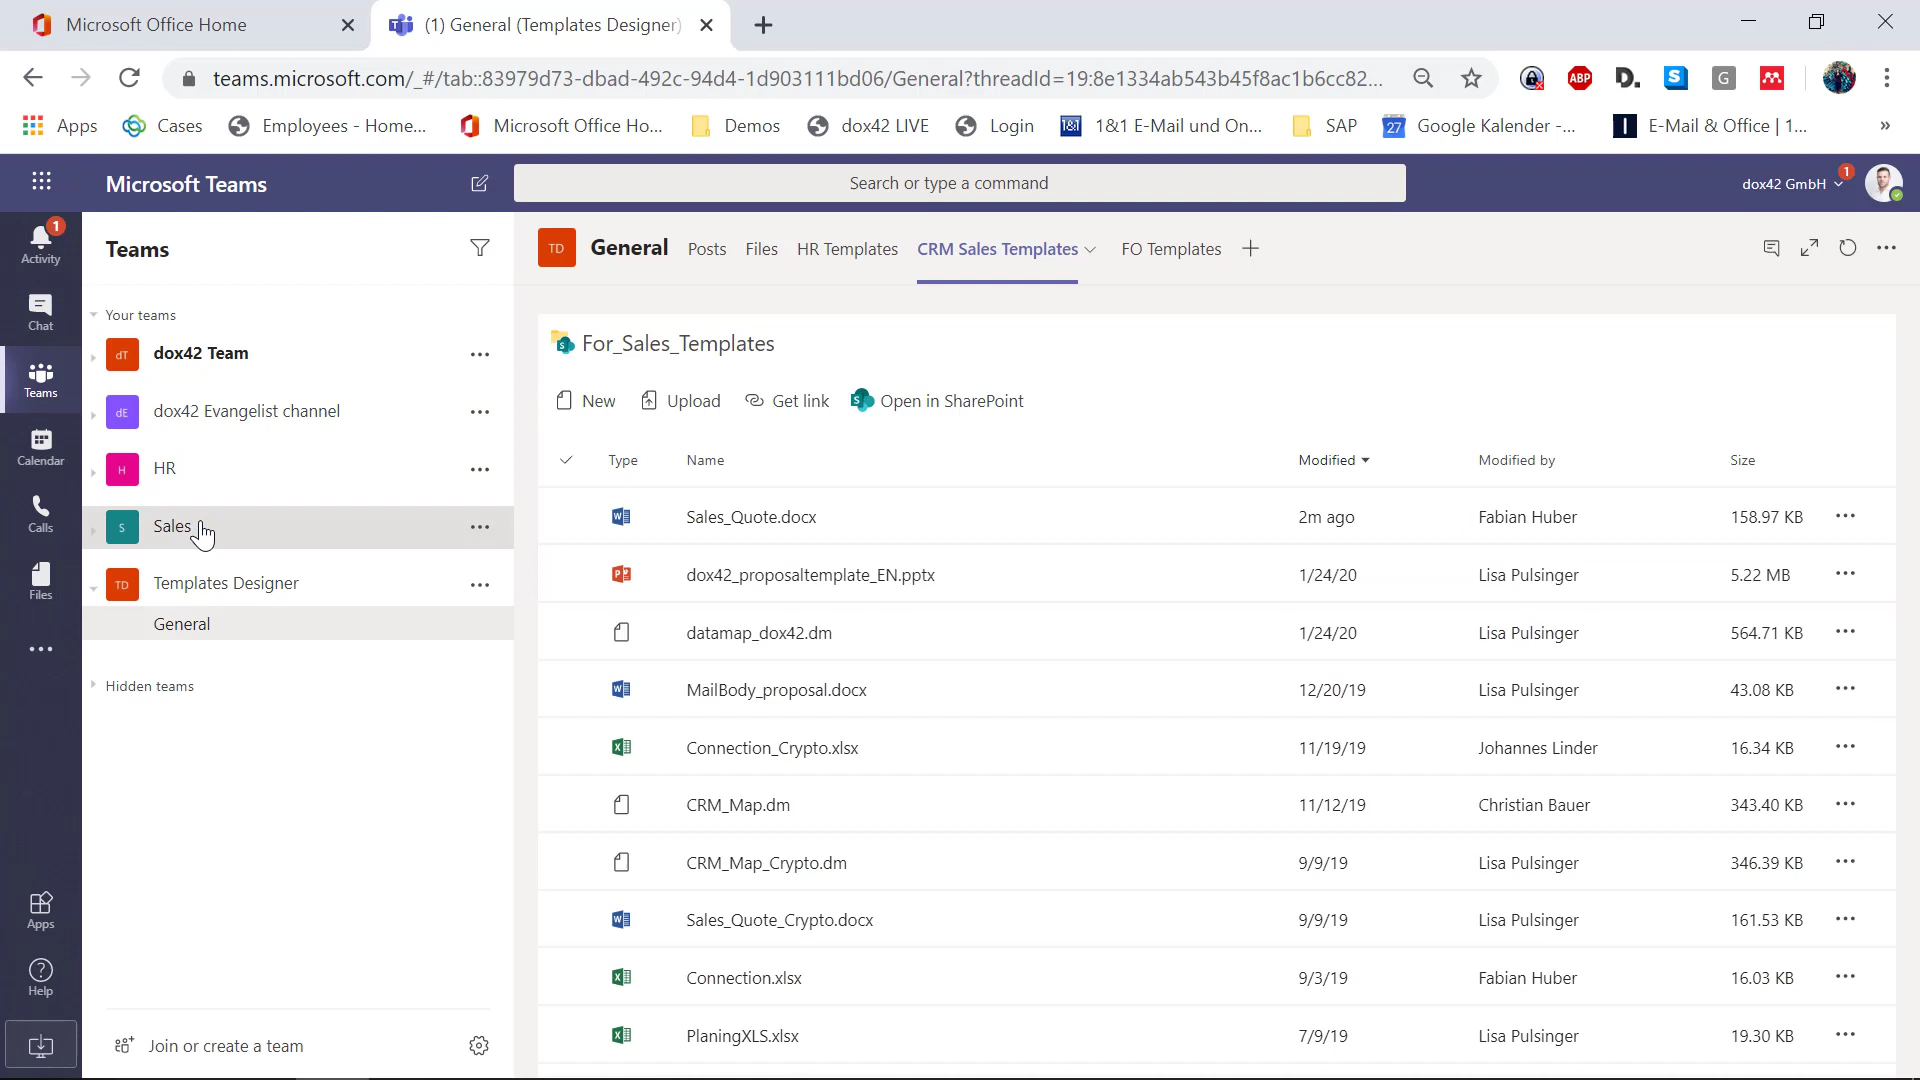 Microsoft Office Home
(1) General (Templates Designer)
teams.microsoft.com/_#/tab::83979d73-dbad-492c-94d4-1d903111bd06/General?threadId=19:8e1334ab543b45f8ac1b6cc82...
ABP
D.
S
G
Apps
Cases
Employees - Home...
Microsoft Office Ho...
Demos
dox42 LIVE
Login
1&1
1&1 E-Mail und On...
SAP
27
Google Kalender -...
E-Mail & Office | 1...
»
Microsoft Teams
Search or type a command
dox42 GmbH
1
1
Activity
Chat
Teams
Calendar
Calls
Files
Apps
Help
Teams
Your teams
dT
dox42 Team
dE
dox42 Evangelist channel
H
HR
S
Sales
TD
Templates Designer
General
Hidden teams
Join or create a team
TD
General
Posts
Files
HR Templates
CRM Sales Templates
FO Templates
For_Sales_Templates
New
Upload
Get link
Open in SharePoint
Type Name Modified Modified by Size
Sales_Quote.docx 2m ago Fabian Huber 158.97 KB
dox42_proposaltemplate_EN.pptx 1/24/20 Lisa Pulsinger 5.22 MB
datamap_dox42.dm 1/24/20 Lisa Pulsinger 564.71 KB
MailBody_proposal.docx 12/20/19 Lisa Pulsinger 43.08 KB
Connection_Crypto.xlsx 11/19/19 Johannes Linder 16.34 KB
CRM_Map.dm 11/12/19 Christian Bauer 343.40 KB
CRM_Map_Crypto.dm 9/9/19 Lisa Pulsinger 346.39 KB
Sales_Quote_Crypto.docx 9/9/19 Lisa Pulsinger 161.53 KB
Connection.xlsx 9/3/19 Fabian Huber 16.03 KB
PlaningXLS.xlsx 7/9/19 Lisa Pulsinger 19.30 KB